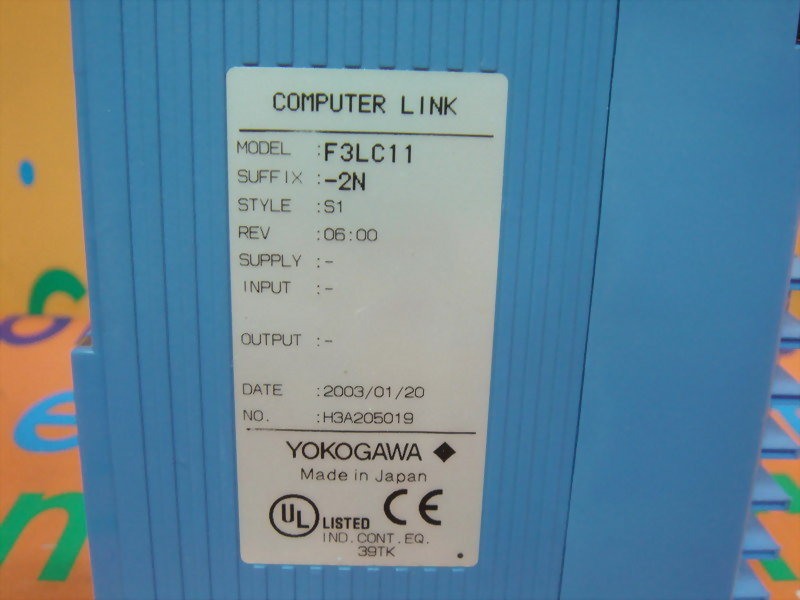 COMPUTER LINK
MODEL :F3LC11
SUFFIX :-2N
STYLE :S1
REV :06:00
SUPPLY :-
INPUT :-
OUTPUT :-
DATE :2003/01/20
NO. :H3A205019
YOKOGAWA
Made in Japan
UL LISTED CE
IND.CONT.EQ.
39TK